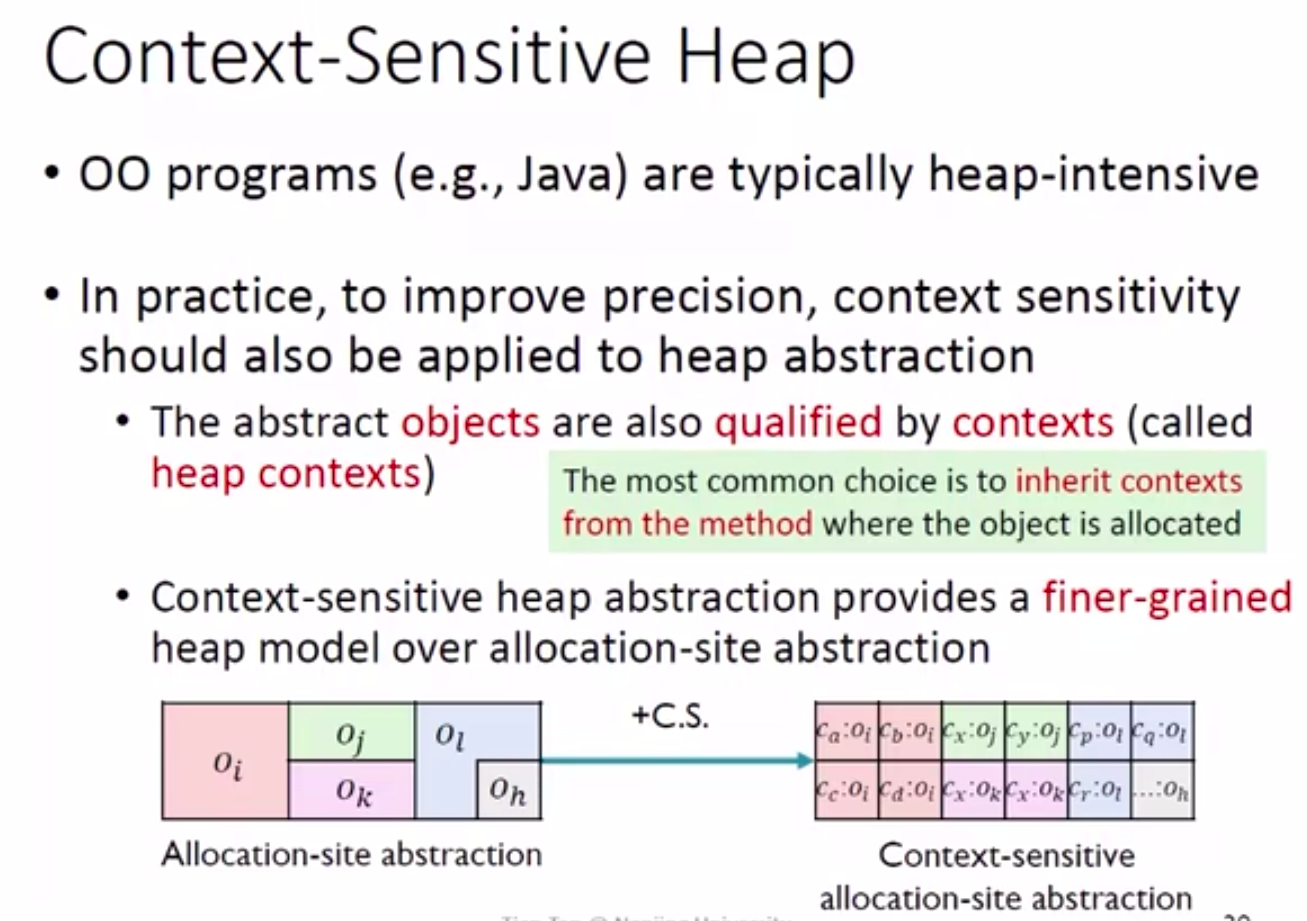 Context-Sensitive Heap
• OO programs (e.g., Java) are typically heap-intensive
• In practice, to improve precision, context sensitivity
should also be applied to heap abstraction
• The abstract objects are also qualified by contexts (called
heap contexts)
The most common choice is to inherit contexts
from the method where the object is allocated
• Context-sensitive heap abstraction provides a finer-grained
heap model over allocation-site abstraction
o_i
o_j
o_k
o_l
o_h
+C.S.
c_a:o_i c_b:o_i c_x:o_j c_y:o_j c_p:o_l c_q:o_l
c_c:o_i c_d:o_i c_x:o_k c_x:o_k c_r:o_l ...:o_h
Allocation-site abstraction
Context-sensitive
allocation-site abstraction